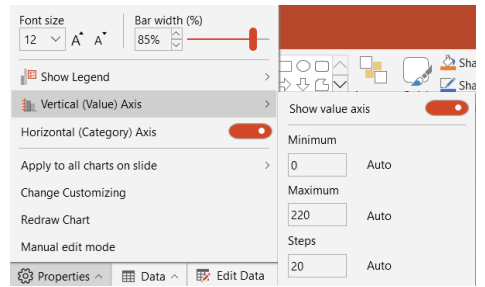 Font size
Bar width (%)
12
A A
85%
Show Legend
Vertical (Value) Axis
Horizontal (Category) Axis
Apply to all charts on slide
Change Customizing
Redraw Chart
Manual edit mode
Properties
Data
Edit Data
Show value axis
Minimum
0 Auto
Maximum
220 Auto
Steps
20 Auto